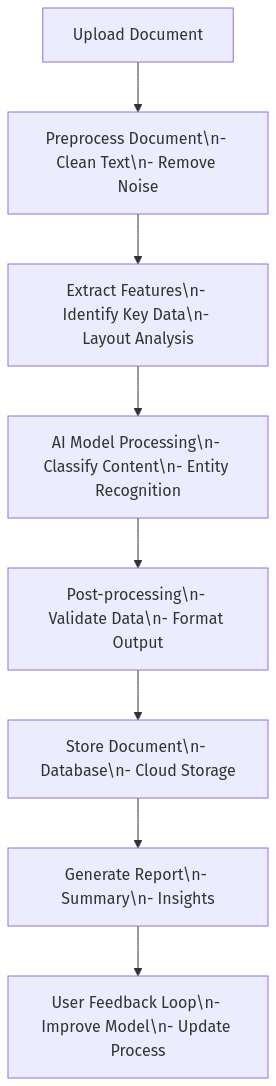 Upload Document
Preprocess Document\n-
Clean Text\n- Remove
Noise
Extract Features\n-
Identify Key Data\n-
Layout Analysis
AI Model Processing\n-
Classify Content\n- Entity
Recognition
Post-processing\n-
Validate Data\n- Format
Output
Store Document\n-
Database\n- Cloud Storage
Generate Report\n-
Summary\n- Insights
User Feedback Loop\n-
Improve Model\n- Update
Process